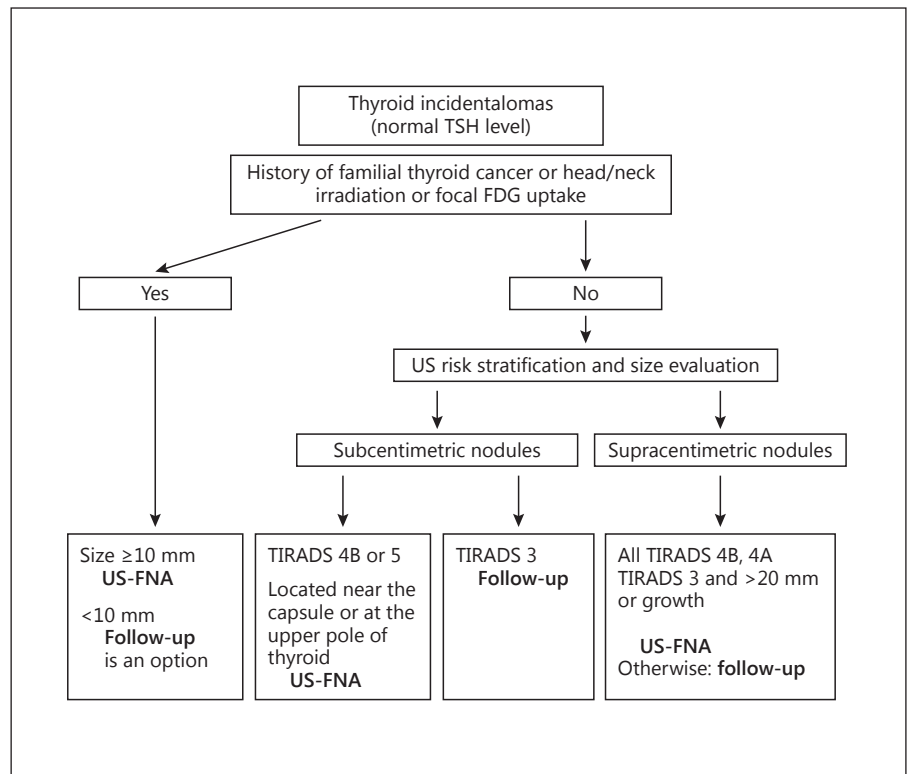 Thyroid incidentalomas
(normal TSH level)
History of familial thyroid cancer or head/neck
irradiation or focal FDG uptake
Yes
No
US risk stratification and size evaluation
Subcentimetric nodules
Supracentimetric nodules
Size ≥10 mm
US-FNA
<10 mm
Follow-up
is an option
TIRADS 4B or 5
Located near the
capsule or at the
upper pole of
thyroid
US-FNA
TIRADS 3
Follow-up
All TIRADS 4B, 4A
TIRADS 3 and >20 mm
or growth
US-FNA
Otherwise: follow-up